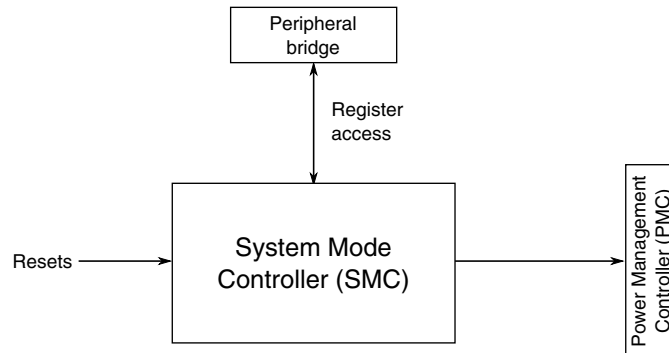 Peripheral
bridge
Register
access
Resets
System Mode
Controller (SMC)
Power Management
Controller (PMC)